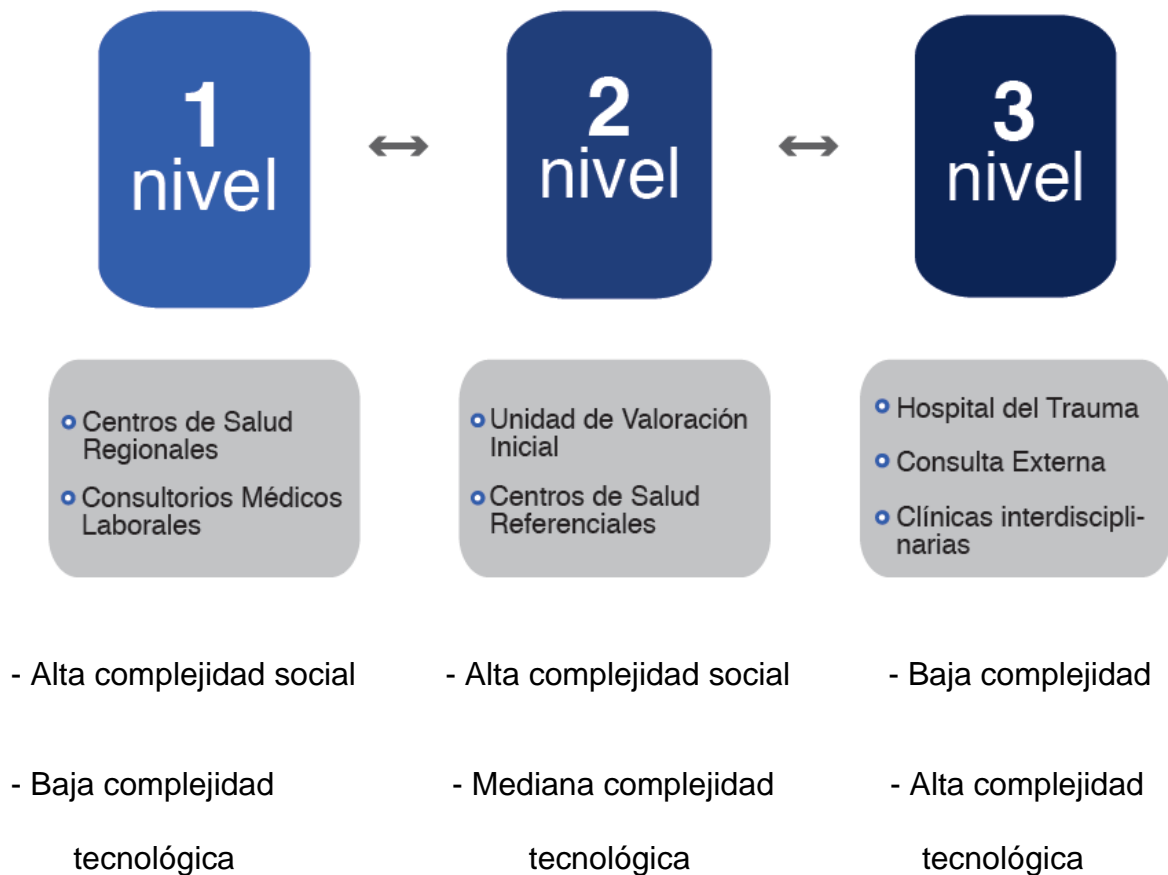 1
nivel
2
nivel
3
nivel
Centros de Salud
Regionales
Consultorios Médicos
Laborales
Unidad de Valoración
Inicial
Centros de Salud
Referenciales
Hospital del Trauma
Consulta Externa
Clínicas interdiscipli-
narias
- Alta complejidad social
- Baja complejidad
tecnológica
- Alta complejidad social
- Mediana complejidad
tecnológica
- Baja complejidad
- Alta complejidad
tecnológica